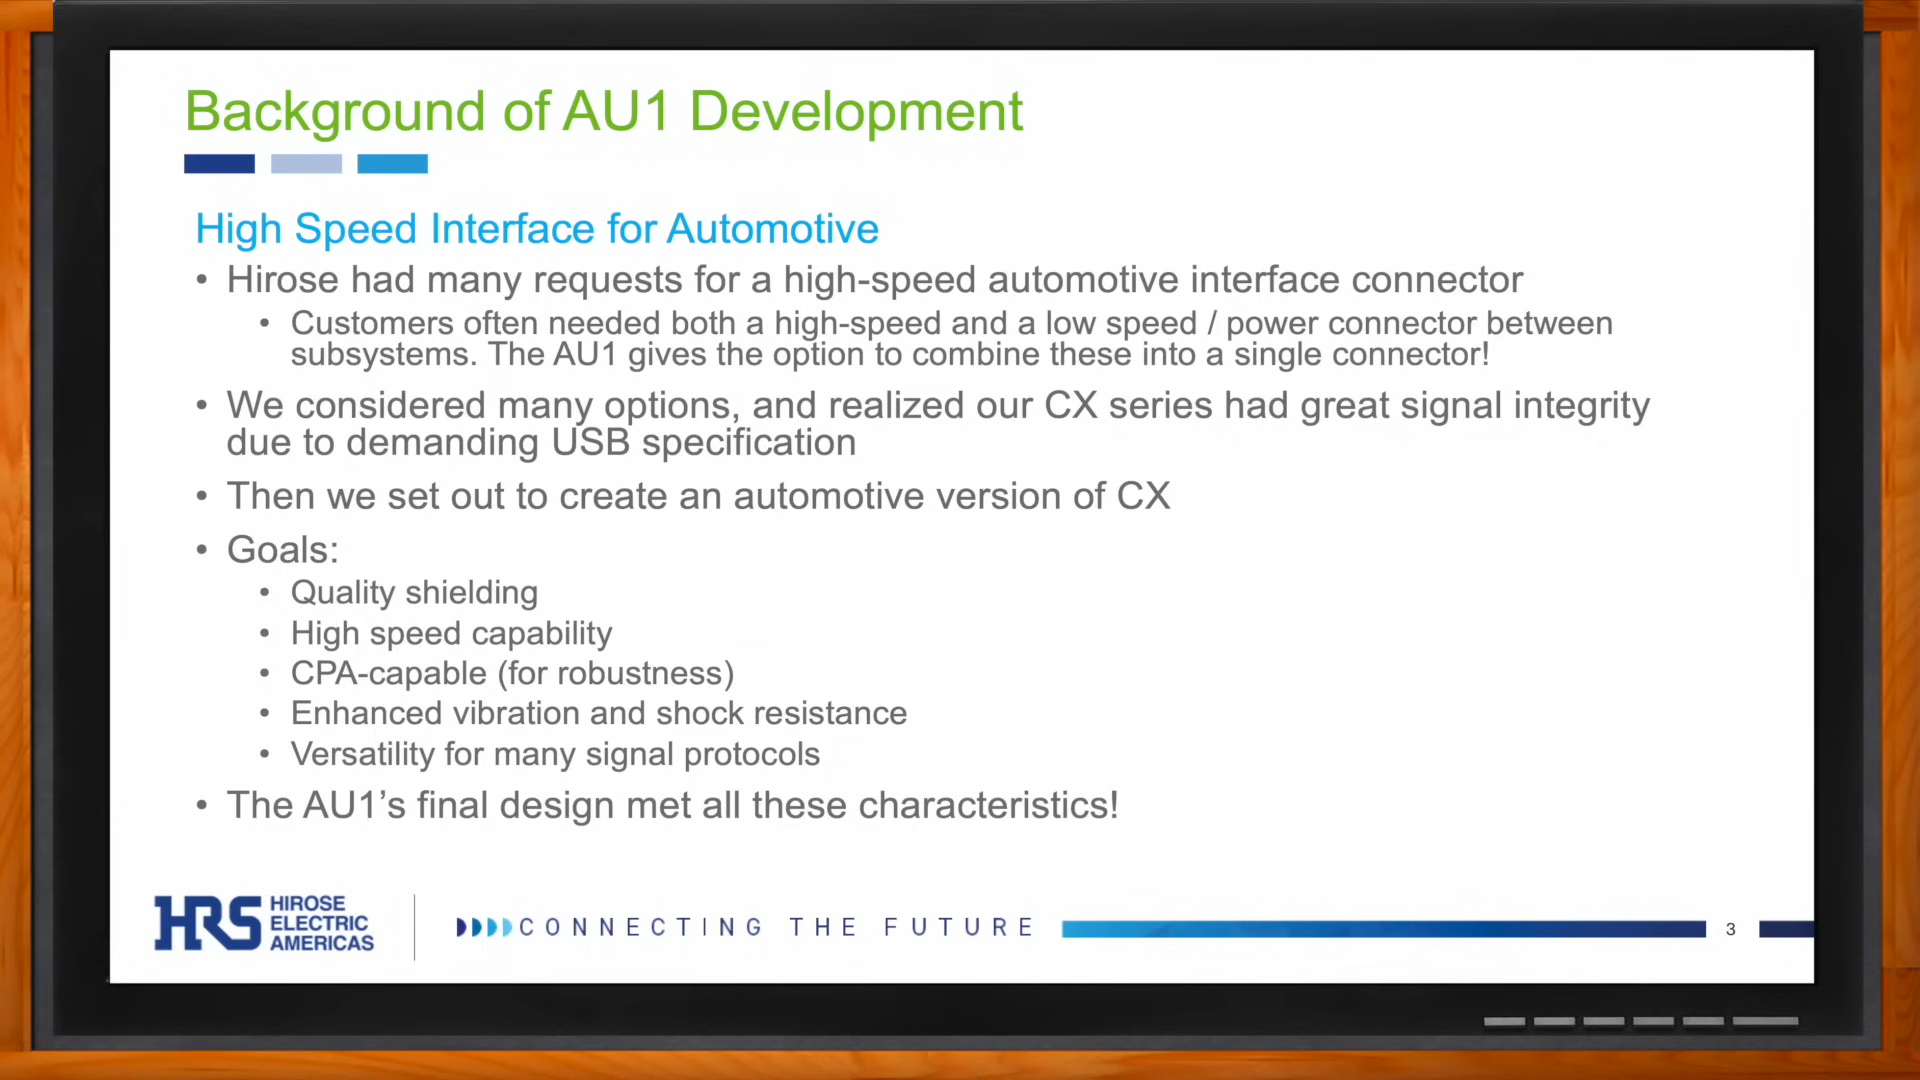 Background of AU1 Development
High Speed Interface for Automotive
• Hirose had many requests for a high-speed automotive interface connector
• Customers often needed both a high-speed and a low speed / power connector between
subsystems. The AU1 gives the option to combine these into a single connector!
• We considered many options, and realized our CX series had great signal integrity
due to demanding USB specification
• Then we set out to create an automotive version of CX
• Goals:
• Quality shielding
• High speed capability
• CPA-capable (for robustness)
• Enhanced vibration and shock resistance
• Versatility for many signal protocols
• The AU1’s final design met all these characteristics!
HRS
HIROSE
ELECTRIC
AMERICAS
CONNECTING THE FUTURE
3